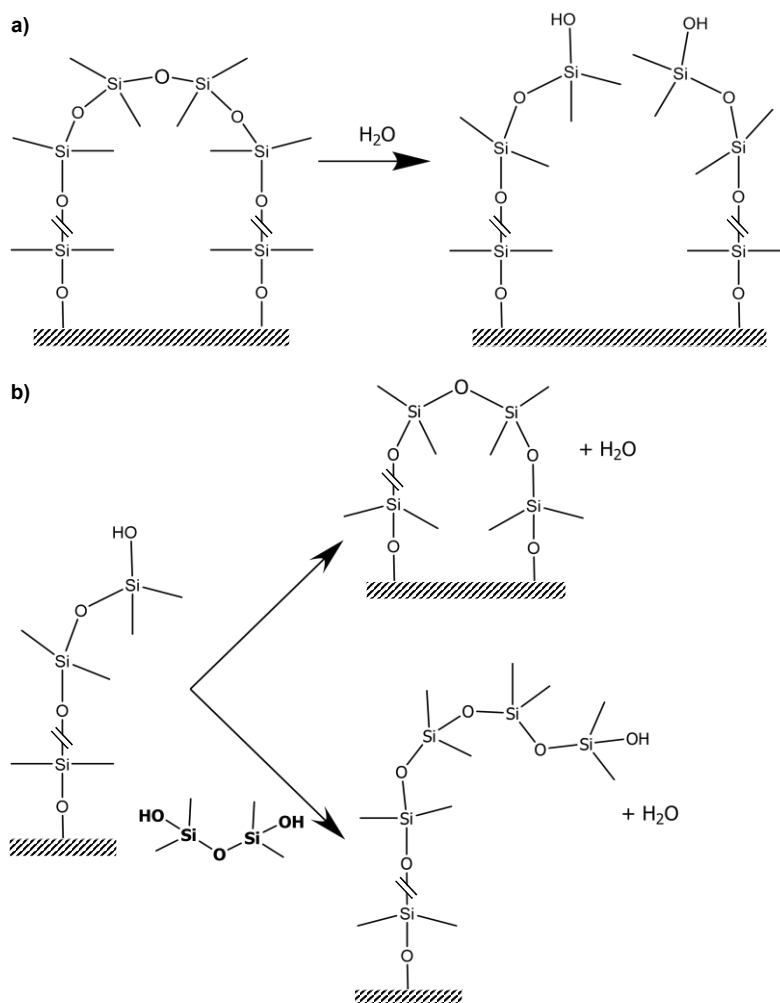 a)
HO OH
Si O Si Si Si
O O O O
H₂O
Si Si Si Si
O O O O
Si Si Si Si
O O O O
b)
O
Si Si
O O + H₂O
Si Si
HO
O O
Si
O
Si
O
O Si
Si O Si OH
Si
O
O
HO OH
Si
+ H₂O
Si Si
O
O
Si
O